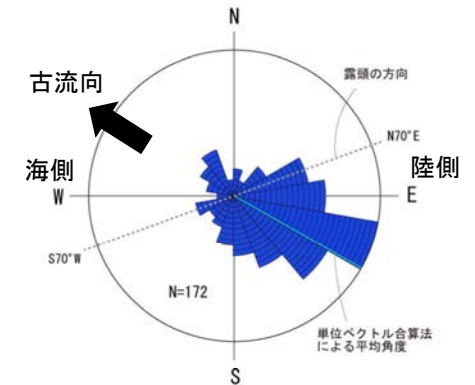 N
古流向
露頭の方向
N70°E
海側
陸側
W
E
S70°W
N=172
単位ベクトル合算法
による平均角度
S